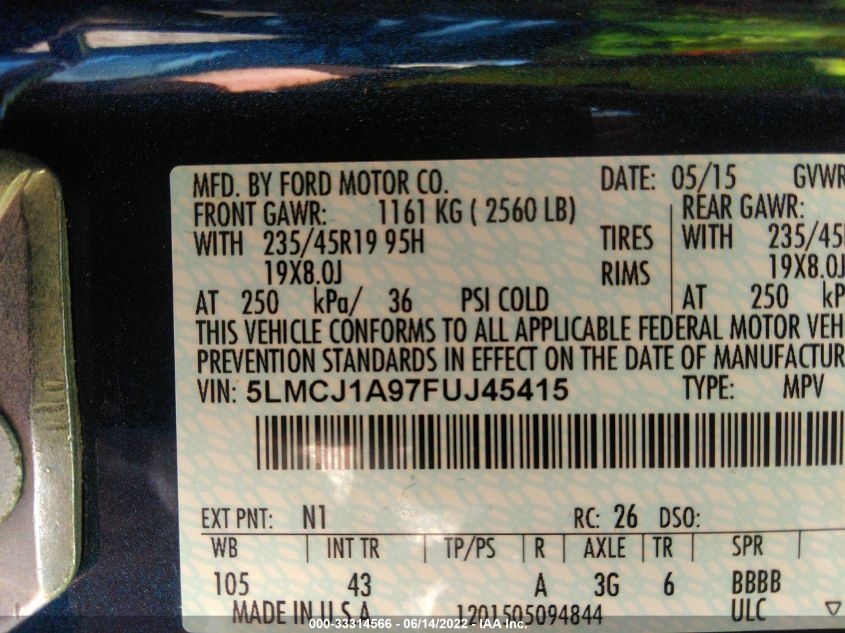 MFD. BY FORD MOTOR CO. DATE: 05/15 GVWR
FRONT GAWR: 1161 KG ( 2560 LB) REAR GAWR:
WITH 235/45R19 95H TIRES WITH 235/45
19X8.0J RIMS 19X8.0J
AT 250 kPa/ 36 PSI COLD AT 250 kP
THIS VEHICLE CONFORMS TO ALL APPLICABLE FEDERAL MOTOR VEH
PREVENTION STANDARDS IN EFFECT ON THE DATE OF MANUFACTUR
VIN: 5LMCJ1A97FUJ45415 TYPE: MPV
EXT PNT: N1 RC: 26 DSO:
WB INT TR TP/PS R AXLE TR SPR
105 43 A 3G 6 BBBB
MADE IN U.S.A. 1201505094844 ULC
000-33314566 - 06/14/2022 - IAA Inc.